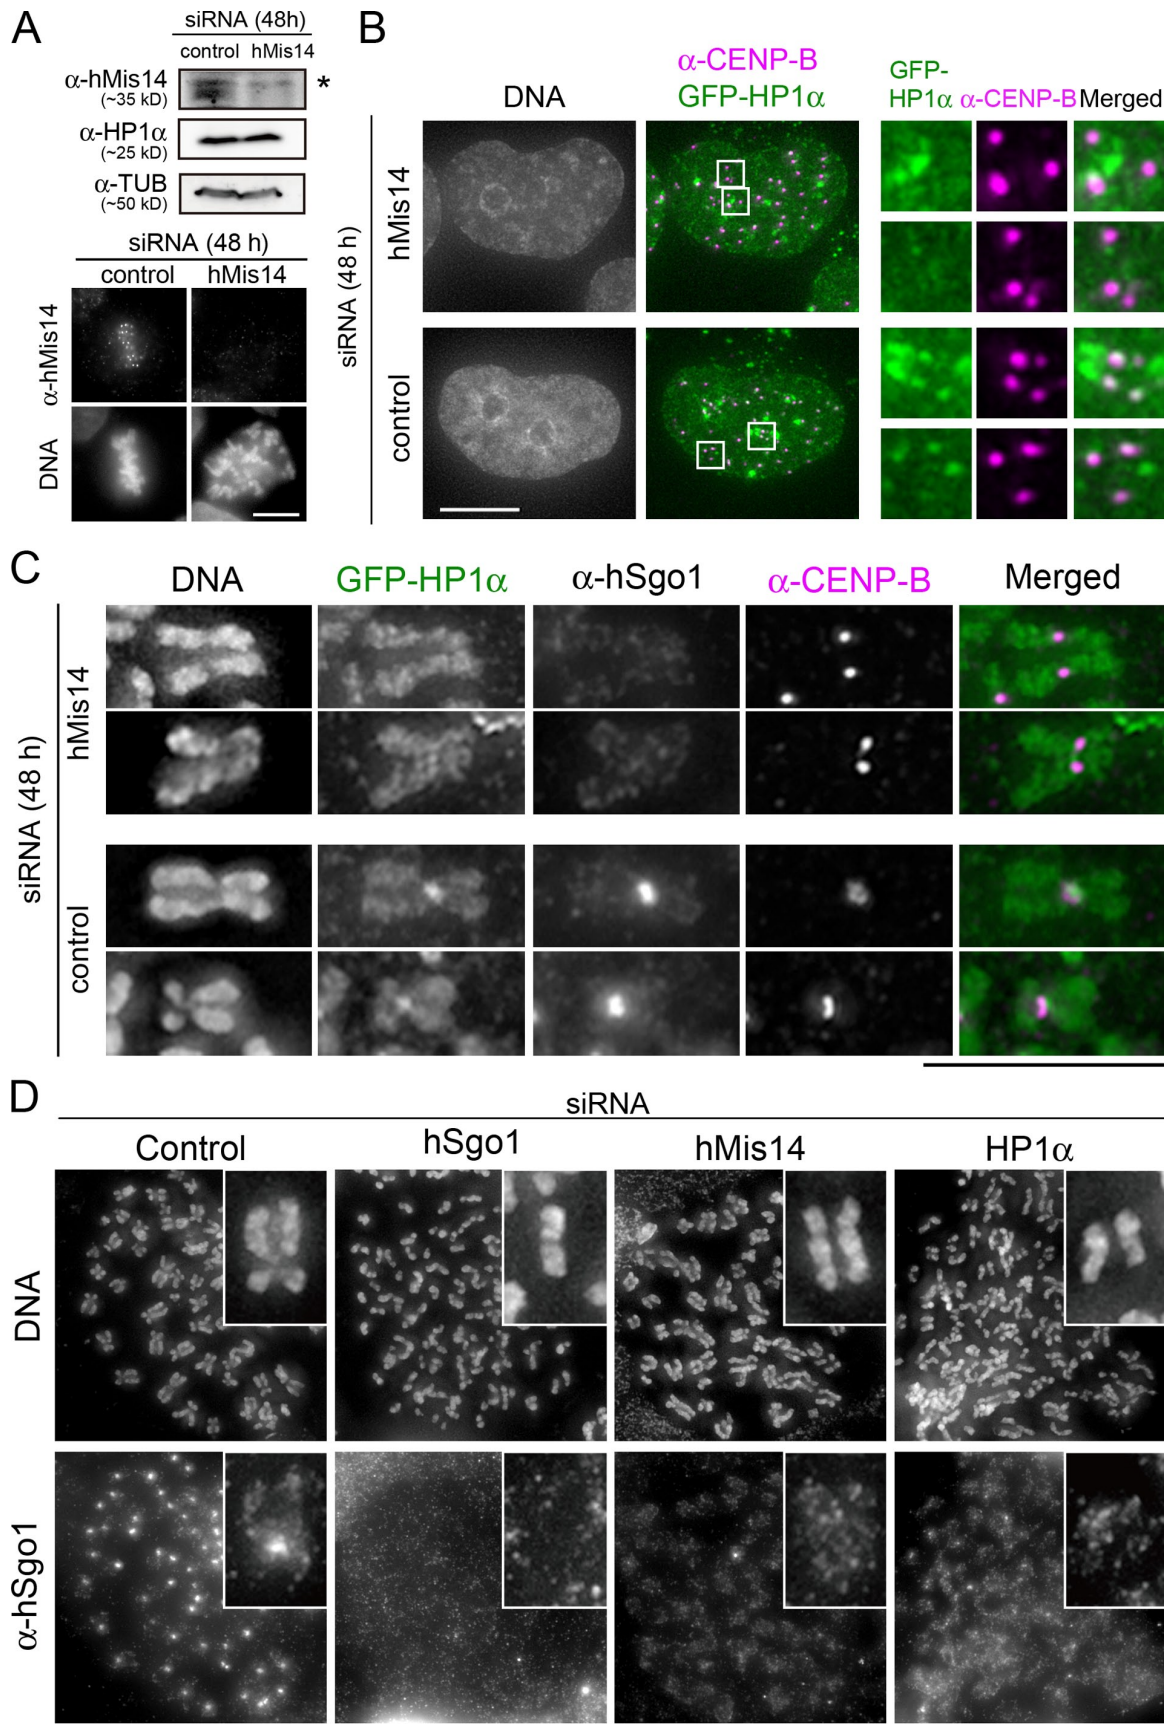 A
siRNA (48h)
control hMis14
α-hMis14
(~35 kD)
*
α-HP1α
(~25 kD)
α-TUB
(~50 kD)
siRNA (48 h)
control hMis14
α-hMis14
DNA
B
siRNA (48 h)
DNA
α-CENP-B
GFP-HP1α
GFP-
HP1α α-CENP-B Merged
hMis14
control
C
DNA GFP-HP1α α-hSgo1 α-CENP-B Merged
siRNA (48 h)
hMis14
control
D
siRNA
Control hSgo1 hMis14 HP1α
DNA
α-hSgo1